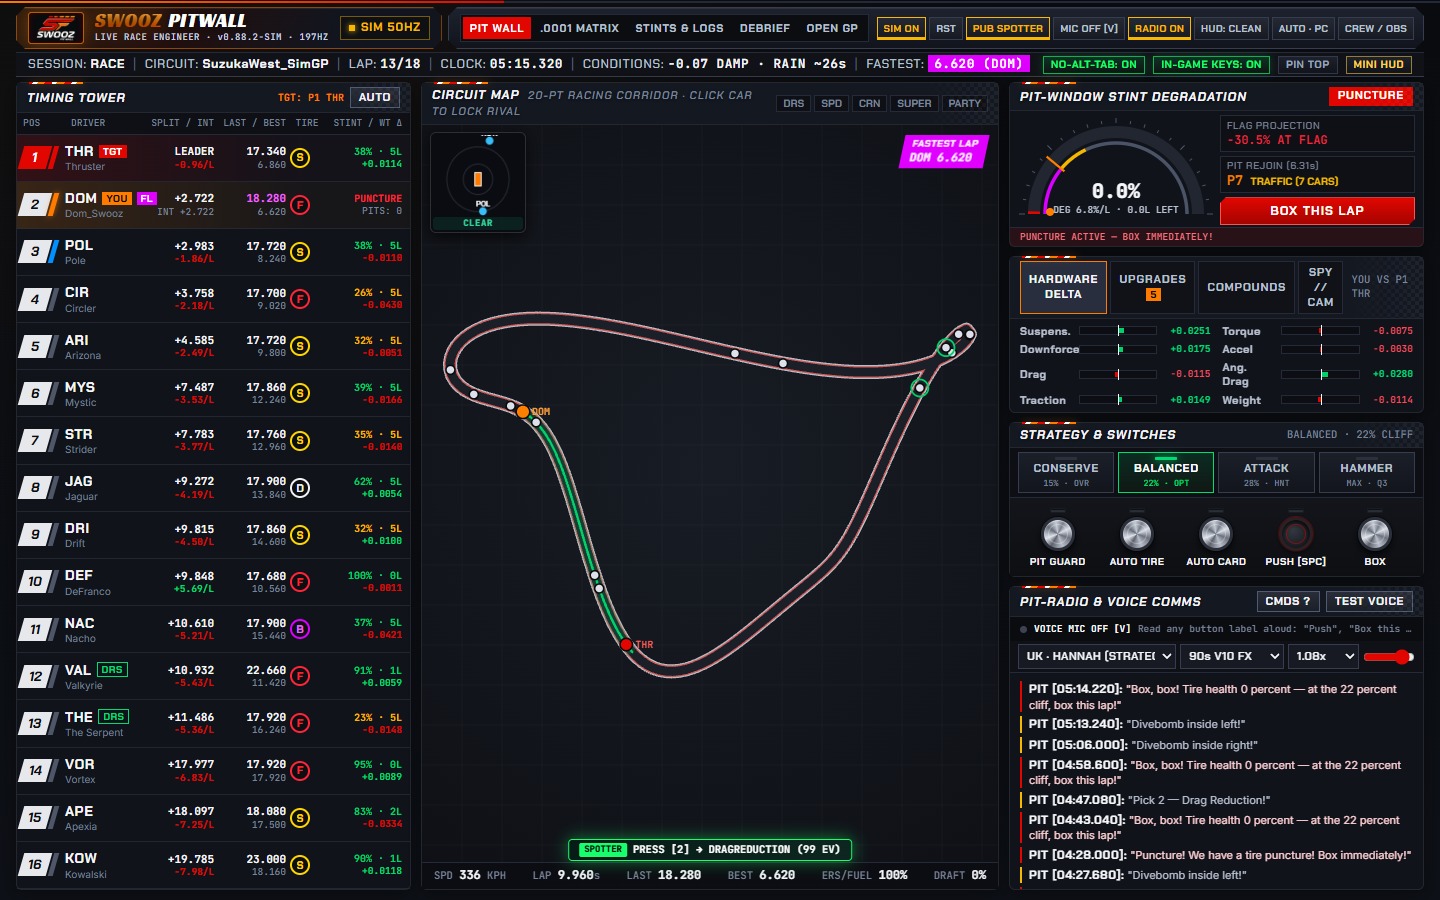 SWOOZ
SWOOZ PITWALL
LIVE RACE ENGINEER · v0.88.2-SIM · 197HZ
SIM 50HZ
PIT WALL
.0001 MATRIX
STINTS & LOGS
DEBRIEF
OPEN GP
SIM ON
RST
PUB SPOTTER
MIC OFF [V]
RADIO ON
HUD: CLEAN
AUTO · PC
CREW / OBS
SESSION: RACE | CIRCUIT: SuzukaWest_SimGP | LAP: 13/18 | CLOCK: 05:15.320 | CONDITIONS: -0.07 DAMP · RAIN ~26s | FASTEST: 6.620 (DOM)
NO-ALT-TAB: ON
IN-GAME KEYS: ON
PIN TOP
MINI HUD
TIMING TOWER
TGT: P1 THR
AUTO
POS DRIVER SPLIT / INT LAST / BEST TIRE STINT / WT Δ
1 THR TGT LEADER 17.340 S 38% · 5L
Thruster -0.96/L 6.860 +0.0114
2 DOM YOU FL +2.722 18.280 F PUNCTURE
Dom_Swooz INT +2.722 6.620 PITS: 0
3 POL +2.983 17.720 S 38% · 5L
Pole -1.86/L 8.240 -0.0110
4 CIR +3.758 17.700 F 26% · 5L
Circler -2.18/L 9.020 -0.0430
5 ARI +4.585 17.720 S 32% · 5L
Arizona -2.49/L 9.800 -0.0051
6 MYS +7.487 17.860 S 39% · 5L
Mystic -3.53/L 12.240 -0.0166
7 STR +7.783 17.760 S 35% · 5L
Strider -3.77/L 12.960 -0.0140
8 JAG +9.272 17.900 D 62% · 5L
Jaguar -4.19/L 13.840 +0.0054
9 DRI +9.815 17.860 S 32% · 5L
Drift -4.50/L 14.600 +0.0100
10 DEF +9.848 17.680 F 100% · 0L
DeFranco +5.69/L 10.560 -0.0011
11 NAC +10.610 17.900 B 37% · 5L
Nacho -5.21/L 15.440 -0.0421
12 VAL DRS +10.932 22.660 F 91% · 1L
Valkyrie -5.43/L 11.420 +0.0059
13 THE DRS +11.486 17.920 F 23% · 5L
The Serpent -5.36/L 16.240 -0.0148
14 VOR +17.977 17.920 F 95% · 0L
Vortex -6.83/L 17.920 +0.0089
15 APE +18.097 18.080 S 83% · 2L
Apexia -7.25/L 17.500 -0.0334
16 KOW +19.785 23.000 S 90% · 1L
Kowalski -7.98/L 18.160 +0.0118
CIRCUIT MAP 20-PT RACING CORRIDOR · CLICK CAR
TO LOCK RIVAL
DRS
SPD
CRN
SUPER
PARTY
POL
CLEAR
FASTEST LAP
DOM 6.620
DOM
THR
SPOTTER PRESS [2] → DRAGREDUCTION (99 EV)
SPD 336 KPH LAP 9.960s LAST 18.280 BEST 6.620 ERS/FUEL 100% DRAFT 0%
PIT-WINDOW STINT DEGRADATION
PUNCTURE
0.0%
DEG 6.8%/L · 0.0L LEFT
FLAG PROJECTION
-30.5% AT FLAG
PIT REJOIN (6.31s)
P7 TRAFFIC (7 CARS)
BOX THIS LAP
PUNCTURE ACTIVE — BOX IMMEDIATELY!
HARDWARE
DELTA
UPGRADES
5
COMPOUNDS
SPY
//
CAM
YOU VS P1
THR
Suspens. +0.0251 Torque -0.0075
Downforce +0.0175 Accel -0.0030
Drag -0.0115 Ang.
Drag +0.0280
Traction +0.0149 Weight -0.0114
STRATEGY & SWITCHES
BALANCED · 22% CLIFF
CONSERVE
15% · OVR
BALANCED
22% · OPT
ATTACK
28% · HNT
HAMMER
MAX · Q3
PIT GUARD
AUTO TIRE
AUTO CARD
PUSH [SPC]
BOX
PIT-RADIO & VOICE COMMS
CMDS ?
TEST VOICE
VOICE MIC OFF [V] Read any button label aloud: "Push", "Box this …
UK · HANNAH (STRATE(
90s V10 FX
1.08x
PIT [05:14.220]: "Box, box! Tire health 0 percent — at the 22 percent
cliff, box this lap!"
PIT [05:13.240]: "Divebomb inside left!"
PIT [05:06.000]: "Divebomb inside right!"
PIT [04:58.600]: "Box, box! Tire health 0 percent — at the 22 percent
cliff, box this lap!"
PIT [04:47.080]: "Pick 2 — Drag Reduction!"
PIT [04:43.040]: "Box, box! Tire health 0 percent — at the 22 percent
cliff, box this lap!"
PIT [04:28.000]: "Puncture! We have a tire puncture! Box immediately!"
PIT [04:27.680]: "Divebomb inside left!"